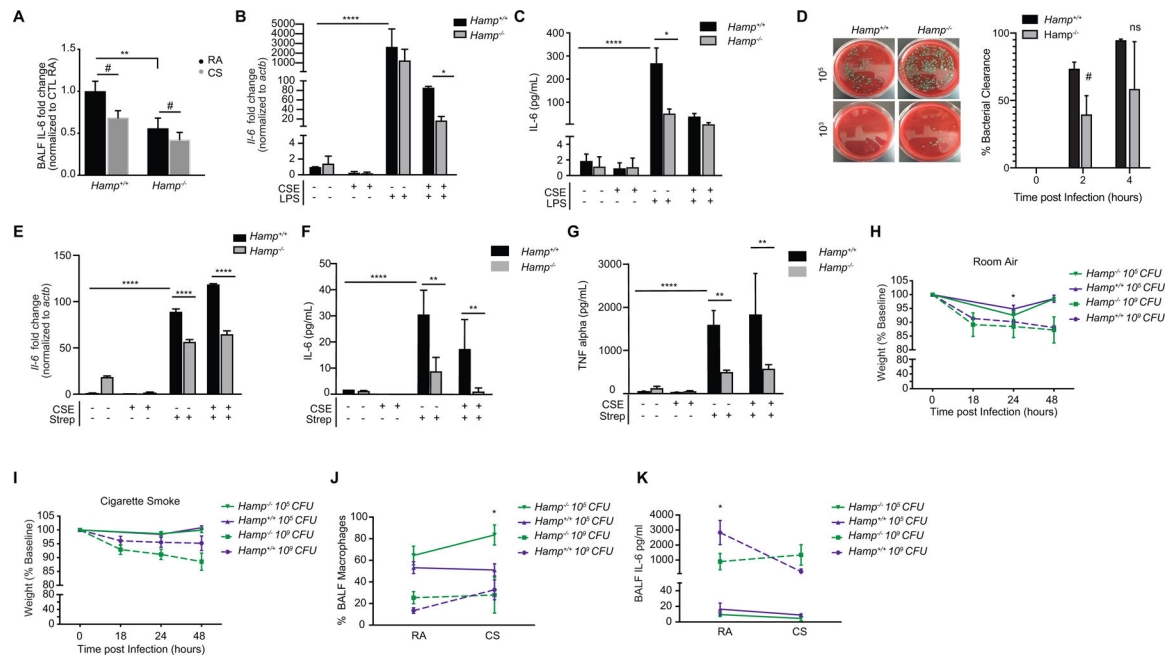 A
BALF IL-6 fold change
(normalized to CTL RA)
1.5
1.0
0.5
0.0
**
#
#
RA
CS
Hamp+/+
Hamp-/-
B
Il-6 fold change
(normalized to actb)
5000
4000
3000
2000
1000
100
80
60
40
20
4
2
0
****
*
Hamp+/+
Hamp-/-
CSE - - + + - - + +
LPS - - - - + + + +
C
IL-6 (pg/mL)
400
300
200
100
4
2
0
****
*
Hamp+/+
Hamp-/-
CSE - - + + - - + +
LPS - - - - + + + +
D
Hamp+/+ Hamp-/-
10⁵
10³
% Bacterial Clearance
100
80
60
40
20
0
#
ns
Hamp+/+
Hamp-/-
0 2 4
Time post Infection (hours)
E
Il-6 fold change
(normalized to actb)
150
100
50
0
****
****
****
Hamp+/+
Hamp-/-
CSE - - + + - - + +
Strep - - - - + + + +
F
IL-6 (pg/mL)
60
50
40
30
20
10
0
****
**
**
Hamp+/+
Hamp-/-
CSE - - + + - - + +
Strep - - - - + + + +
G
TNF alpha (pg/mL)
3000
2000
1000
0
****
**
**
Hamp+/+
Hamp-/-
CSE - - + + - - + +
Strep - - - - + + + +
H
Room Air
Weight (% Baseline)
105
100
95
90
85
80
60
40
20
0
*
0 18 24 48
Time post Infection (hours)
Hamp-/- 10⁵ CFU
Hamp+/+ 10⁵ CFU
Hamp-/- 10⁹ CFU
Hamp+/+ 10⁹ CFU
I
Cigarette Smoke
Weight (% Baseline)
105
100
95
90
85
80
60
40
20
0
0 18 24 48
Time post Infection (hours)
Hamp-/- 10⁵ CFU
Hamp+/+ 10⁵ CFU
Hamp-/- 10⁹ CFU
Hamp+/+ 10⁹ CFU
J
% BALF Macrophages
100
80
60
40
20
0
*
RA CS
Hamp-/- 10⁵ CFU
Hamp+/+ 10⁵ CFU
Hamp-/- 10⁹ CFU
Hamp+/+ 10⁹ CFU
K
BALF IL-6 pg/ml
4000
3000
2000
1000
40
20
0
*
RA CS
Hamp-/- 10⁵ CFU
Hamp+/+ 10⁵ CFU
Hamp-/- 10⁹ CFU
Hamp+/+ 10⁹ CFU